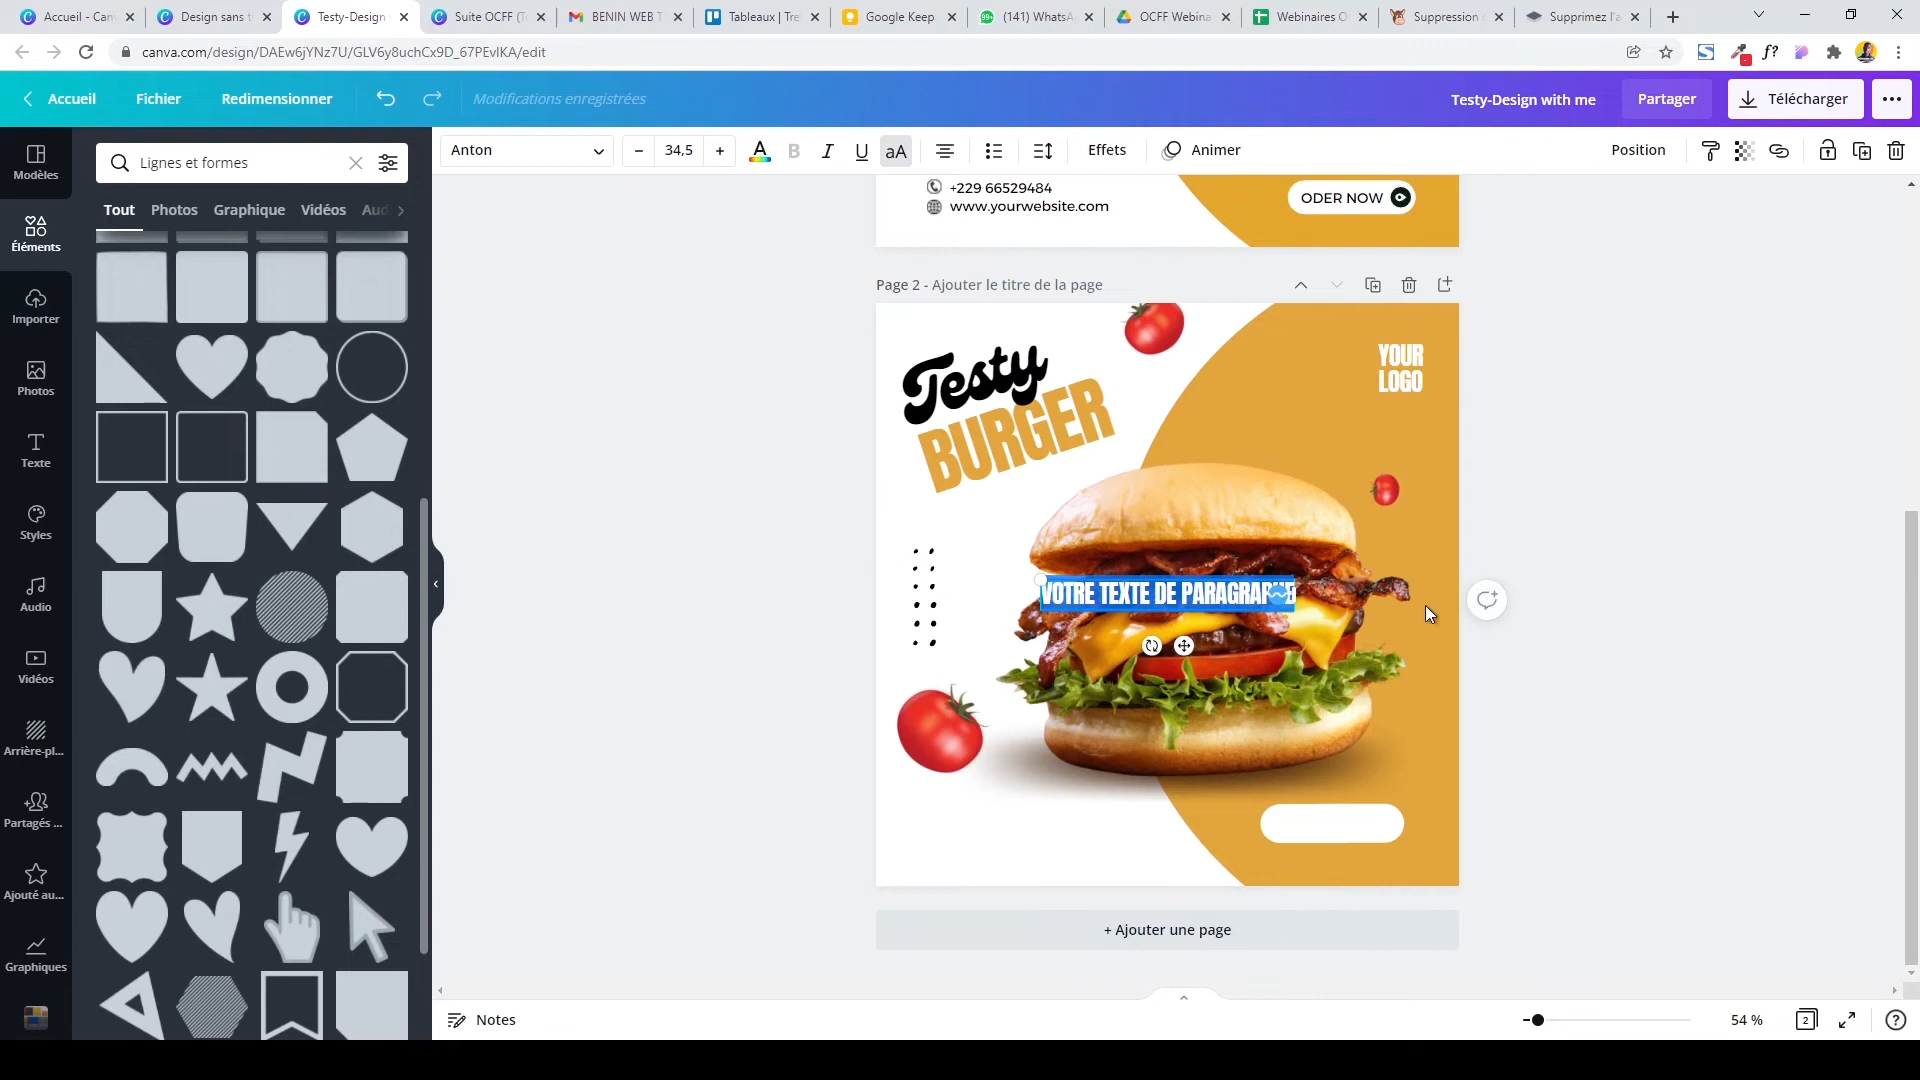 Accueil - Can
Design sans t
Testy-Design
Suite OCFF (T
BENIN WEB T
Tableaux | Tre
Google Keep
(141) WhatsA
OCFF Webina
Webinaires O
Suppression
Supprimez l'a
canva.com/design/DAEw6jYNz7U/GLV6y8uchCx9D_67PEvIKA/edit
Accueil
Fichier
Redimensionner
Modifications enregistrées
Testy-Design with me
Partager
Télécharger
Modèles
Éléments
Importer
Photos
Texte
Styles
Audio
Vidéos
Arrière-pl...
Partagés ...
Ajouté au...
Graphiques
Lignes et formes
Tout
Photos
Graphique
Vidéos
Aud
Anton
34,5
A
B
I
U
aA
Effets
Animer
Position
+229 66529484
www.yourwebsite.com
ODER NOW
Page 2 - Ajouter le titre de la page
Testy
BURGER
YOUR
LOGO
VOTRE TEXTE DE PARAGRAPHE
+ Ajouter une page
Notes
54 %
2